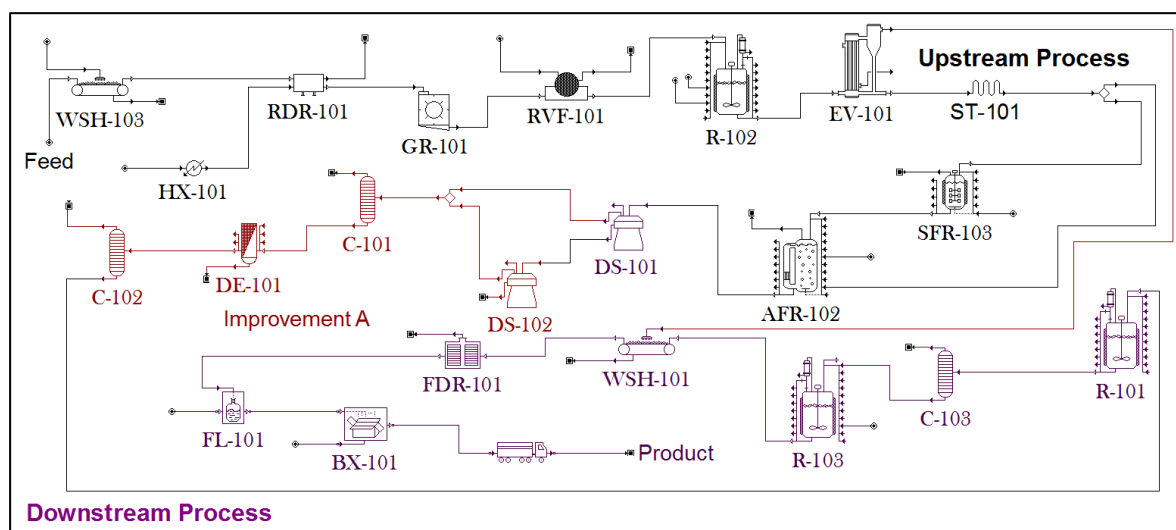 Upstream Process
WSH-103
RDR-101
GR-101
RVF-101
R-102
EV-101
ST-101
Feed
HX-101
C-101
SFR-103
C-102
DE-101
DS-101
AFR-102
Improvement A
DS-102
FDR-101
WSH-101
R-103
C-103
R-101
FL-101
BX-101
Product
Downstream Process